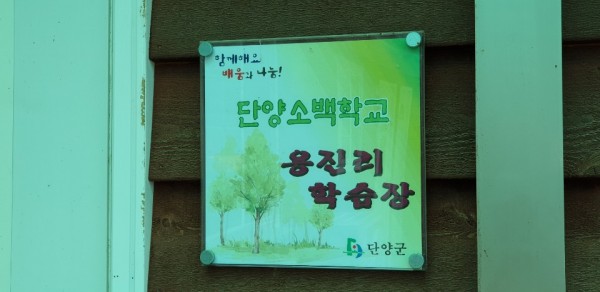 함께해요
배움과 나눔!
단양소백학교
용진리
학습장
단양군